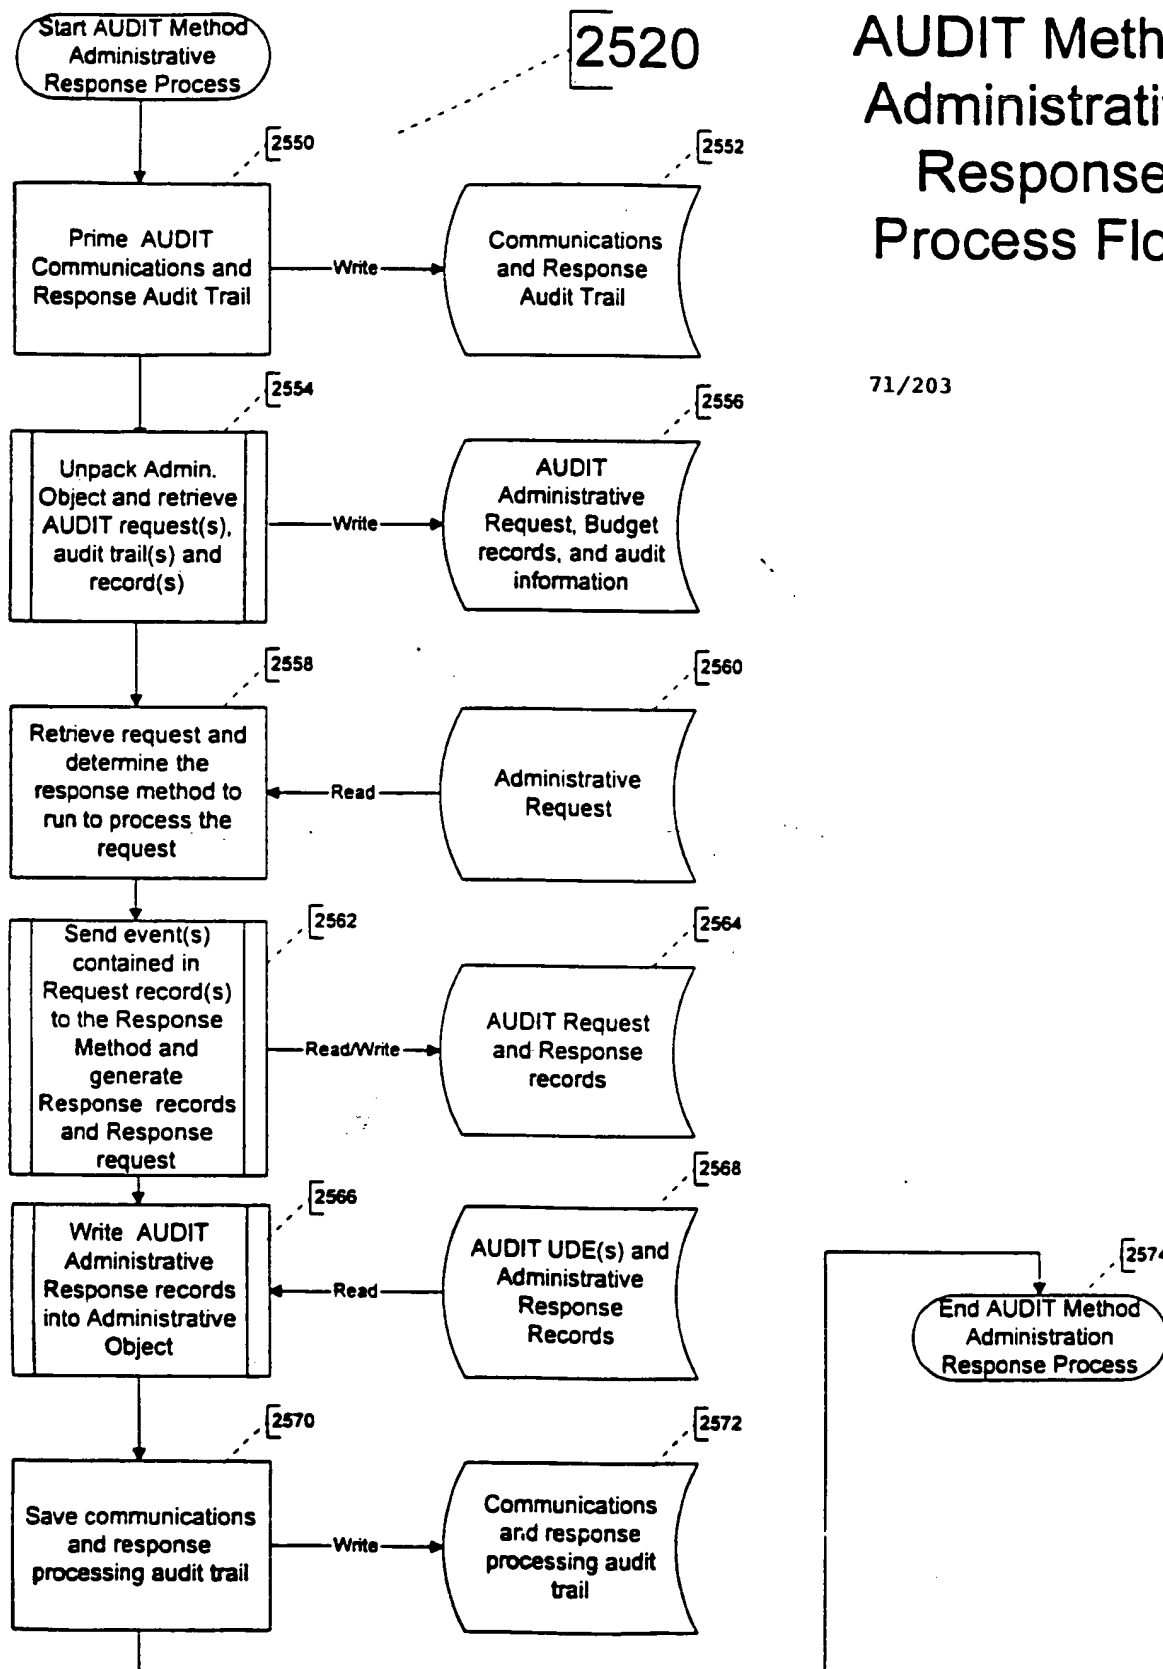 Start AUDIT Method
Administrative
Response Process
2520
AUDIT Meth
Administrati
Response
Process Flo
2550
2552
Prime AUDIT
Communications and
Response Audit Trail
Write
Communications
and Response
Audit Trail
71/203
2554
2556
Unpack Admin.
Object and retrieve
AUDIT request(s),
audit trail(s) and
record(s)
Write
AUDIT
Administrative
Request, Budget
records, and audit
information
2558
2560
Retrieve request and
determine the
response method to
run to process the
request
Read
Administrative
Request
2562
2564
Send event(s)
contained in
Request record(s)
to the Response
Method and
generate
Response records
and Response
request
Read/Write
AUDIT Request
and Response
records
2566
2568
Write AUDIT
Administrative
Response records
into Administrative
Object
Read
AUDIT UDE(s) and
Administrative
Response
Records
2574
End AUDIT Method
Administration
Response Process
2570
2572
Save communications
and response
processing audit trail
Write
Communications
and response
processing audit
trail